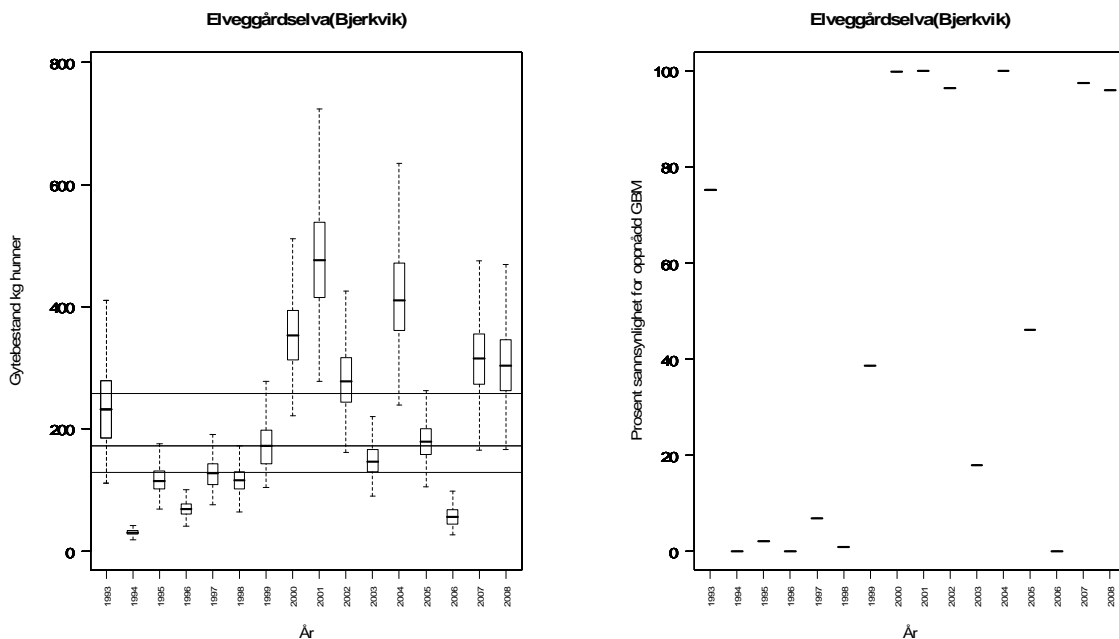 Elveggårdselva(Bjerkvik)
Gytebestand kg hunner
800
600
400
200
0
1993 1994 1995 1996 1997 1998 1999 2000 2001 2002 2003 2004 2005 2006 2007 2008
År
Elveggårdselva(Bjerkvik)
Prosent sannsynlighet for oppnådd GBM
100
80
60
40
20
0
1993 1994 1995 1996 1997 1998 1999 2000 2001 2002 2003 2004 2005 2006 2007 2008
År